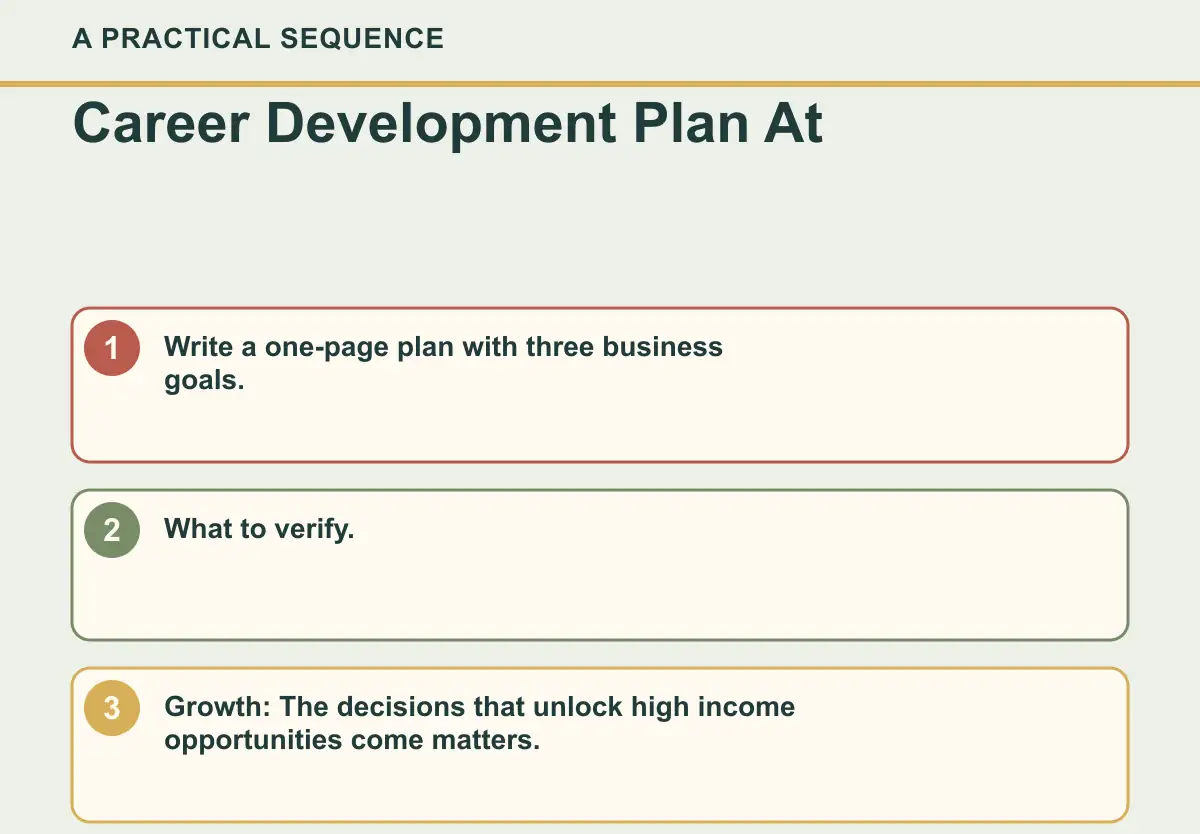 A PRACTICAL SEQUENCE
Career Development Plan At
1
Write a one-page plan with three business
goals.
2
What to verify.
3
Growth: The decisions that unlock high income
opportunities come matters.